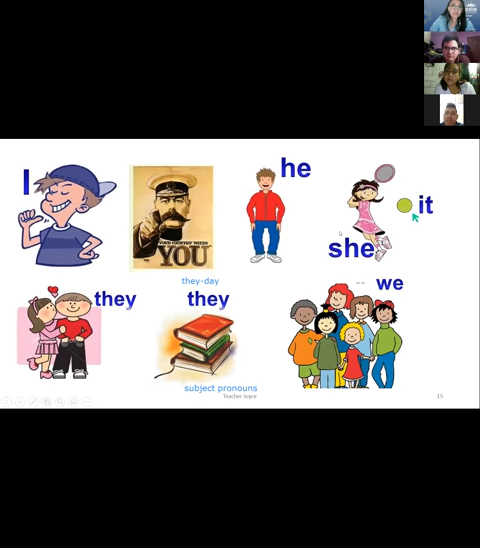 I
he
it
YOUR COUNTRY NEEDS
YOU
she
they-day
they
they
we
subject pronouns
Teacher Joyce
15